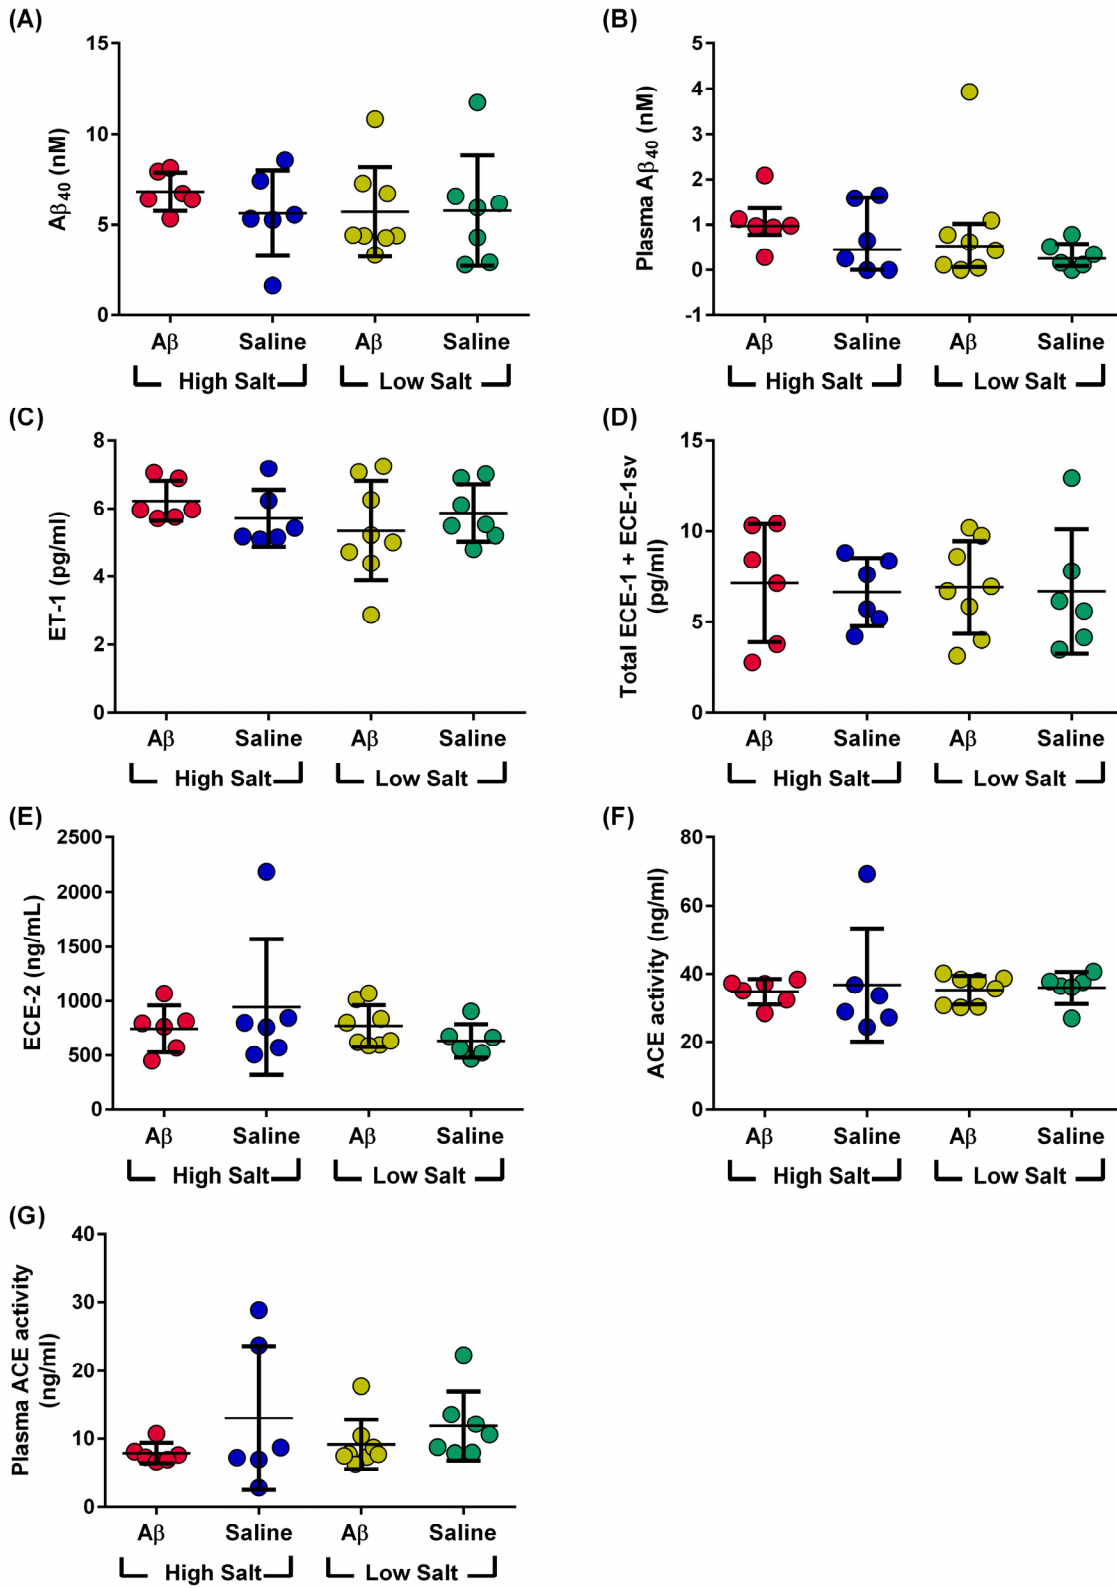 (A)
Aβ40 (nM)
15
10
5
0
Aβ Saline Aβ Saline
High Salt Low Salt
(B)
Plasma Aβ40 (nM)
5
4
3
2
1
0
-1
Aβ Saline Aβ Saline
High Salt Low Salt
(C)
ET-1 (pg/ml)
8
6
4
2
0
Aβ Saline Aβ Saline
High Salt Low Salt
(D)
Total ECE-1 + ECE-1sv
(pg/ml)
15
10
5
0
Aβ Saline Aβ Saline
High Salt Low Salt
(E)
ECE-2 (ng/mL)
2500
2000
1500
1000
500
0
Aβ Saline Aβ Saline
High Salt Low Salt
(F)
ACE activity (ng/ml)
80
60
40
20
0
Aβ Saline Aβ Saline
High Salt Low Salt
(G)
Plasma ACE activity
(ng/ml)
40
30
20
10
0
Aβ Saline Aβ Saline
High Salt Low Salt